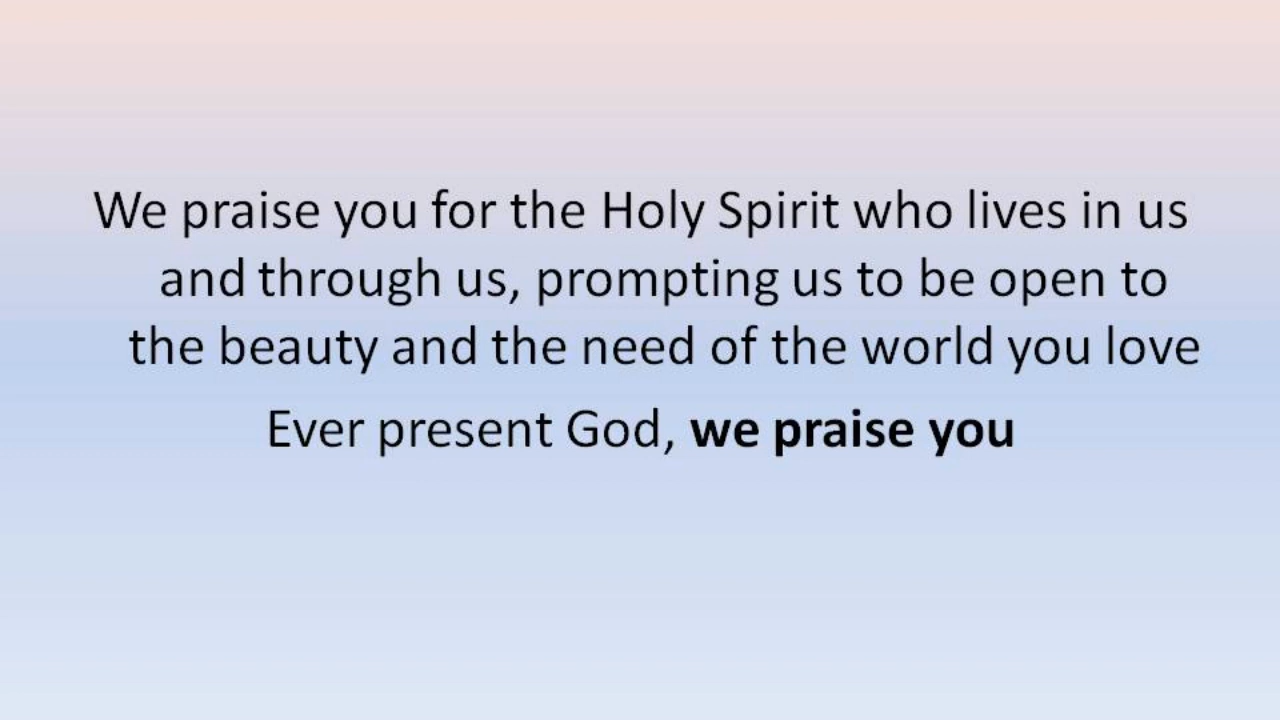 We praise you for the Holy Spirit who lives in us
and through us, prompting us to be open to
the beauty and the need of the world you love
Ever present God, we praise you